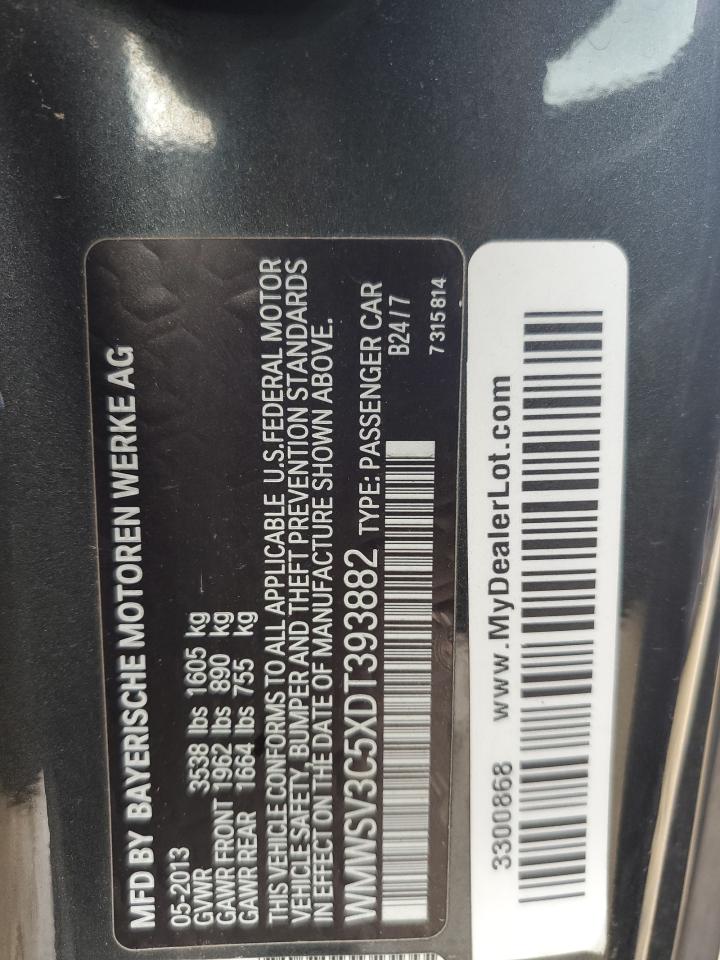 MFD BY BAYERISCHE MOTOREN WERKE AG
05-2013
GVWR 3538 lbs 1605 kg
GAWR FRONT 1962 lbs 890 kg
GAWR REAR 1664 lbs 755 kg
THIS VEHICLE CONFORMS TO ALL APPLICABLE U.S.FEDERAL MOTOR
VEHICLE SAFETY, BUMPER AND THEFT PREVENTION STANDARDS
IN EFFECT ON THE DATE OF MANUFACTURE SHOWN ABOVE.
WMWSV3C5XDT393882 TYPE: PASSENGER CAR
B24/7
7315814
3300868 www.MyDealerLot.com